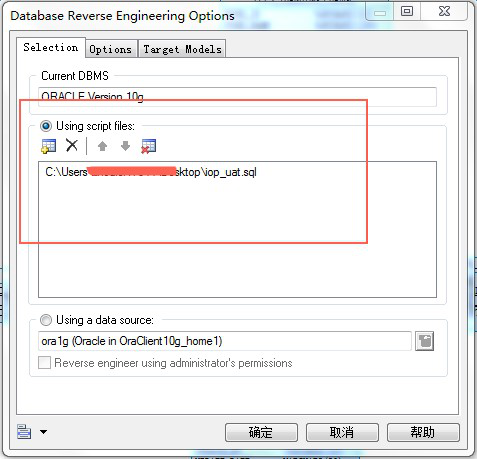 Database Reverse Engineering Options
Selection
Options
Target Models
Current DBMS
ORACLE Version 10g
Using script files:
C:\Users
sktop\iop_uat.sql
Using a data source:
ora1g (Oracle in OraClient10g_home1)
Reverse engineer using administrator's permissions
确定
取消
帮助